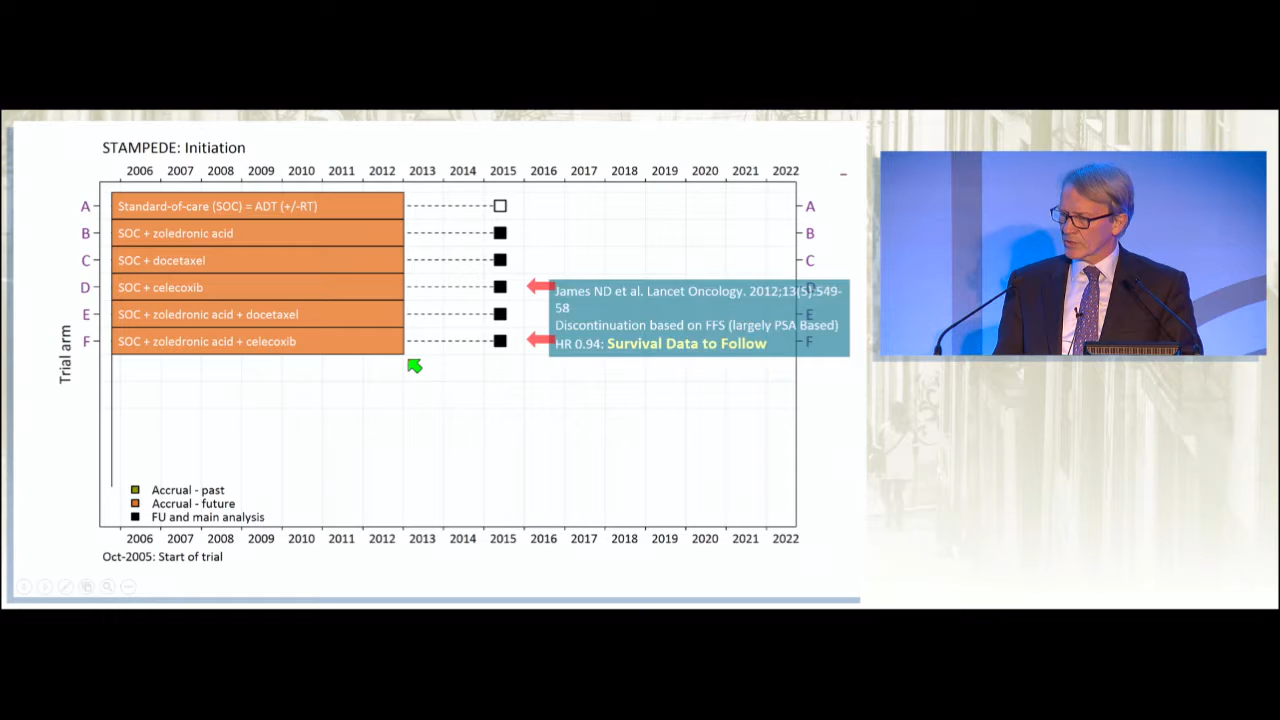 STAMPEDE: Initiation
2006 2007 2008 2009 2010 2011 2012 2013 2014 2015 2016 2017 2018 2019 2020 2021 2022
A Standard-of-care (SOC) = ADT (+/-RT) A
B SOC + zoledronic acid B
C SOC + docetaxel C
D SOC + celecoxib D
E SOC + zoledronic acid + docetaxel E
F SOC + zoledronic acid + celecoxib F
James ND et al. Lancet Oncology. 2012;13(5):549-
58
Discontinuation based on FFS (largely PSA Based)
HR 0.94: Survival Data to Follow
Trial arm
Accrual - past
Accrual - future
FU and main analysis
2006 2007 2008 2009 2010 2011 2012 2013 2014 2015 2016 2017 2018 2019 2020 2021 2022
Oct-2005: Start of trial